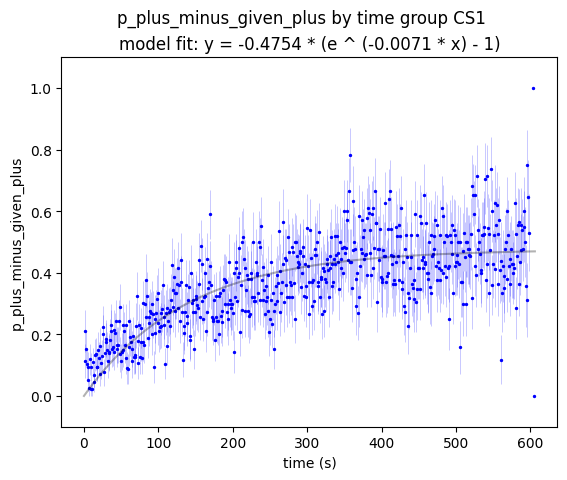 p_plus_minus_given_plus by time group CS1
model fit: y = -0.4754 * (e ^ (-0.0071 * x) - 1)
1.0
0.8
0.6
0.4
0.2
0.0
p_plus_minus_given_plus
0 100 200 300 400 500 600
time (s)